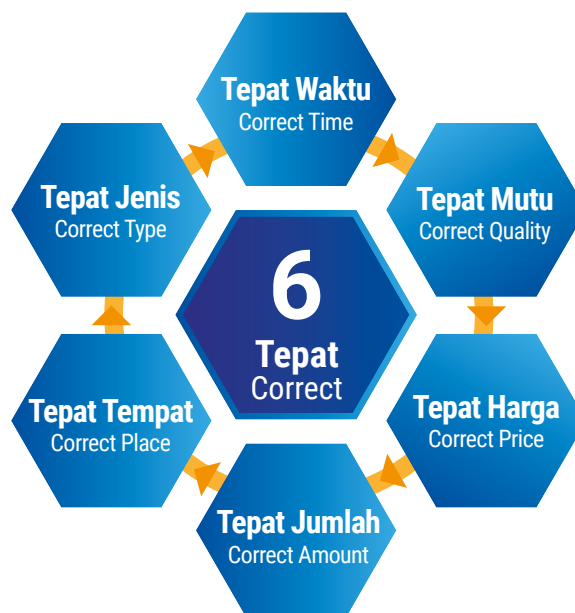 Tepat Waktu
Correct Time
Tepat Mutu
Correct Quality
Tepat Harga
Correct Price
Tepat Jumlah
Correct Amount
Tepat Tempat
Correct Place
Tepat Jenis
Correct Type
6
Tepat
Correct